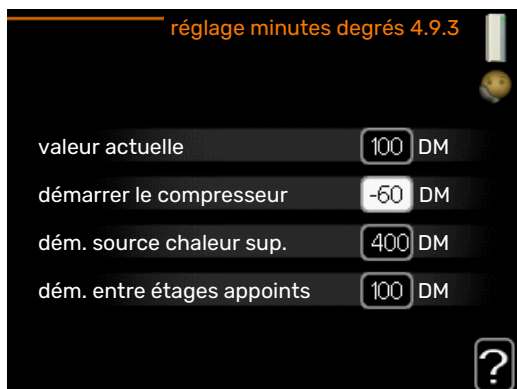 réglage minutes degrés 4.9.3
valeur actuelle 100 DM
démarrer le compresseur -60 DM
dém. source chaleur sup. 400 DM
dém. entre étages appoints 100 DM
?